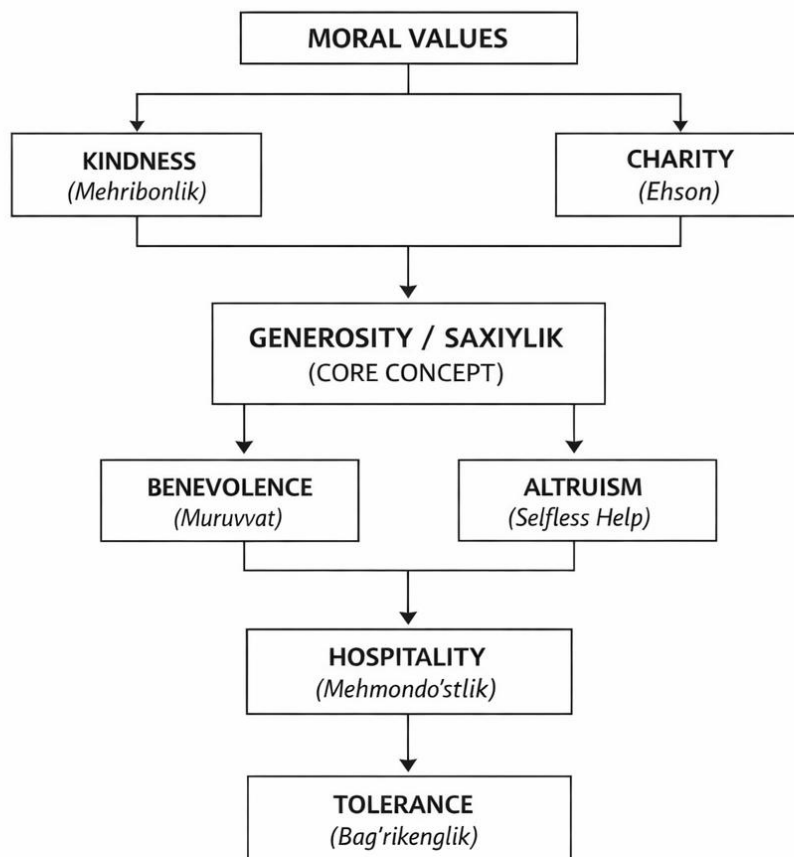 MORAL VALUES
KINDNESS
(Mehribonlik)
CHARITY
(Ehson)
GENEROSITY / SAXIYLIK
(CORE CONCEPT)
BENEVOLENCE
(Muruvvat)
ALTRUISM
(Selfless Help)
HOSPITALITY
(Mehmondo'stlik)
TOLERANCE
(Bag'rikenglik)